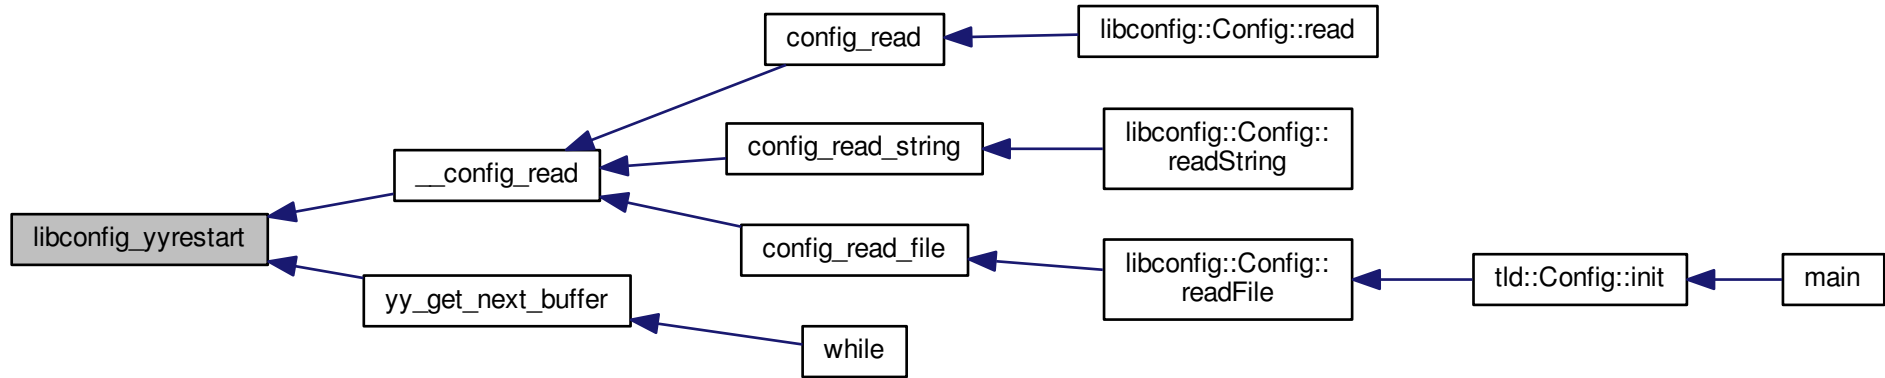 config_read
libconfig::Config::read
config_read_string
libconfig::Config::
readString
__config_read
libconfig_yyrestart
config_read_file
libconfig::Config::
readFile
tld::Config::init
main
yy_get_next_buffer
while